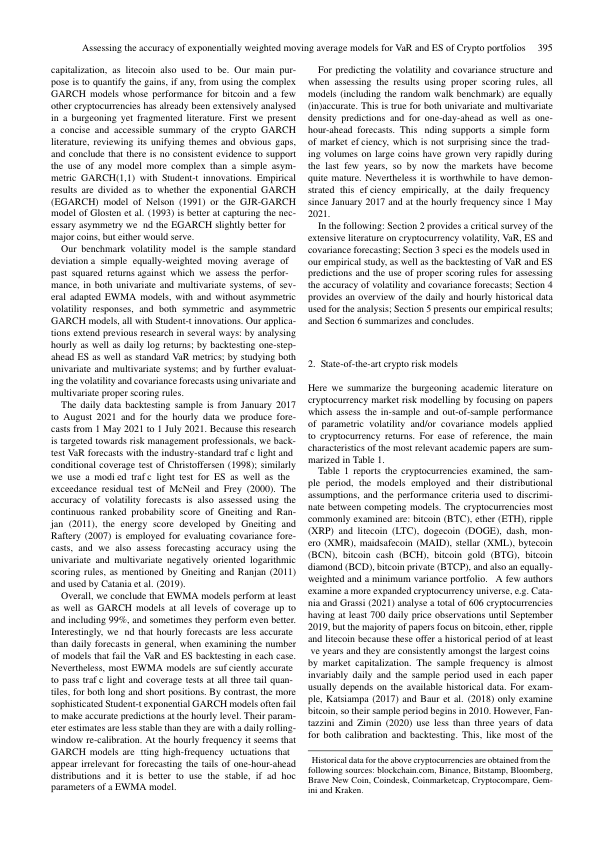 Assessing the accuracy of exponentially weighted moving average models for VaR and ES of Crypto portfolios 395
capitalization, as litecoin also used to be. Our main pur-
pose is to quantify the gains, if any, from using the complex
GARCH models whose performance for bitcoin and a few
other cryptocurrencies has already been extensively analysed
in a burgeoning yet fragmented literature. First we present
a concise and accessible summary of the crypto GARCH
literature, reviewing its unifying themes and obvious gaps,
and conclude that there is no consistent evidence to support
the use of any model more complex than a simple asym-
metric GARCH(1,1) with Student-t innovations. Empirical
results are divided as to whether the exponential GARCH
(EGARCH) model of Nelson (1991) or the GJR-GARCH
model of Glosten et al. (1993) is better at capturing the nec-
essary asymmetry we nd the EGARCH slightly better for
major coins, but either would serve.
Our benchmark volatility model is the sample standard
deviation a simple equally-weighted moving average of
past squared returns against which we assess the perfor-
mance, in both univariate and multivariate systems, of sev-
eral adapted EWMA models, with and without asymmetric
volatility responses, and both symmetric and asymmetric
GARCH models, all with Student-t innovations. Our applica-
tions extend previous research in several ways: by analysing
hourly as well as daily log returns; by backtesting one-step-
ahead ES as well as standard VaR metrics; by studying both
univariate and multivariate systems; and by further evaluat-
ing the volatility and covariance forecasts using univariate and
multivariate proper scoring rules.
The daily data backtesting sample is from January 2017
to August 2021 and for the hourly data we produce fore-
casts from 1 May 2021 to 1 July 2021. Because this research
is targeted towards risk management professionals, we back-
test VaR forecasts with the industry-standard traf c light and
conditional coverage test of Christoffersen (1998); similarly
we use a modi ed traf c light test for ES as well as the
exceedance residual test of McNeil and Frey (2000). The
accuracy of volatility forecasts is also assessed using the
continuous ranked probability score of Gneiting and Ran-
jan (2011), the energy score developed by Gneiting and
Raftery (2007) is employed for evaluating covariance fore-
casts, and we also assess forecasting accuracy using the
univariate and multivariate negatively oriented logarithmic
scoring rules, as mentioned by Gneiting and Ranjan (2011)
and used by Catania et al. (2019).
Overall, we conclude that EWMA models perform at least
as well as GARCH models at all levels of coverage up to
and including 99%, and sometimes they perform even better.
Interestingly, we nd that hourly forecasts are less accurate
than daily forecasts in general, when examining the number
of models that fail the VaR and ES backtesting in each case.
Nevertheless, most EWMA models are suf ciently accurate
to pass traf c light and coverage tests at all three tail quan-
tiles, for both long and short positions. By contrast, the more
sophisticated Student-t exponential GARCH models often fail
to make accurate predictions at the hourly level. Their param-
eter estimates are less stable than they are with a daily rolling-
window re-calibration. At the hourly frequency it seems that
GARCH models are tting high-frequency uctuations that
appear irrelevant for forecasting the tails of one-hour-ahead
distributions and it is better to use the stable, if ad hoc
parameters of a EWMA model.
For predicting the volatility and covariance structure and
when assessing the results using proper scoring rules, all
models (including the random walk benchmark) are equally
(in)accurate. This is true for both univariate and multivariate
density predictions and for one-day-ahead as well as one-
hour-ahead forecasts. This nding supports a simple form
of market ef ciency, which is not surprising since the trad-
ing volumes on large coins have grown very rapidly during
the last few years, so by now the markets have become
quite mature. Nevertheless it is worthwhile to have demon-
strated this ef ciency empirically, at the daily frequency
since January 2017 and at the hourly frequency since 1 May
2021.
In the following: Section 2 provides a critical survey of the
extensive literature on cryptocurrency volatility, VaR, ES and
covariance forecasting; Section 3 speci es the models used in
our empirical study, as well as the backtesting of VaR and ES
predictions and the use of proper scoring rules for assessing
the accuracy of volatility and covariance forecasts; Section 4
provides an overview of the daily and hourly historical data
used for the analysis; Section 5 presents our empirical results;
and Section 6 summarizes and concludes.
2. State-of-the-art crypto risk models
Here we summarize the burgeoning academic literature on
cryptocurrency market risk modelling by focusing on papers
which assess the in-sample and out-of-sample performance
of parametric volatility and/or covariance models applied
to cryptocurrency returns. For ease of reference, the main
characteristics of the most relevant academic papers are sum-
marized in Table 1.
Table 1 reports the cryptocurrencies examined, the sam-
ple period, the models employed and their distributional
assumptions, and the performance criteria used to discrimi-
nate between competing models. The cryptocurrencies most
commonly examined are: bitcoin (BTC), ether (ETH), ripple
(XRP) and litecoin (LTC), dogecoin (DOGE), dash, mon-
ero (XMR), maidsafecoin (MAID), stellar (XML), bytecoin
(BCN), bitcoin cash (BCH), bitcoin gold (BTG), bitcoin
diamond (BCD), bitcoin private (BTCP), and also an equally-
weighted and a minimum variance portfolio. A few authors
examine a more expanded cryptocurrency universe, e.g. Cata-
nia and Grassi (2021) analyse a total of 606 cryptocurrencies
having at least 700 daily price observations until September
2019, but the majority of papers focus on bitcoin, ether, ripple
and litecoin because these offer a historical period of at least
ve years and they are consistently amongst the largest coins
by market capitalization. The sample frequency is almost
invariably daily and the sample period used in each paper
usually depends on the available historical data. For exam-
ple, Katsiampa (2017) and Baur et al. (2018) only examine
bitcoin, so their sample period begins in 2010. However, Fan-
tazzini and Zimin (2020) use less than three years of data
for both calibration and backtesting. This, like most of the
Historical data for the above cryptocurrencies are obtained from the
following sources: blockchain.com, Binance, Bitstamp, Bloomberg,
Brave New Coin, Coindesk, Coinmarketcap, Cryptocompare, Gem-
ini and Kraken.